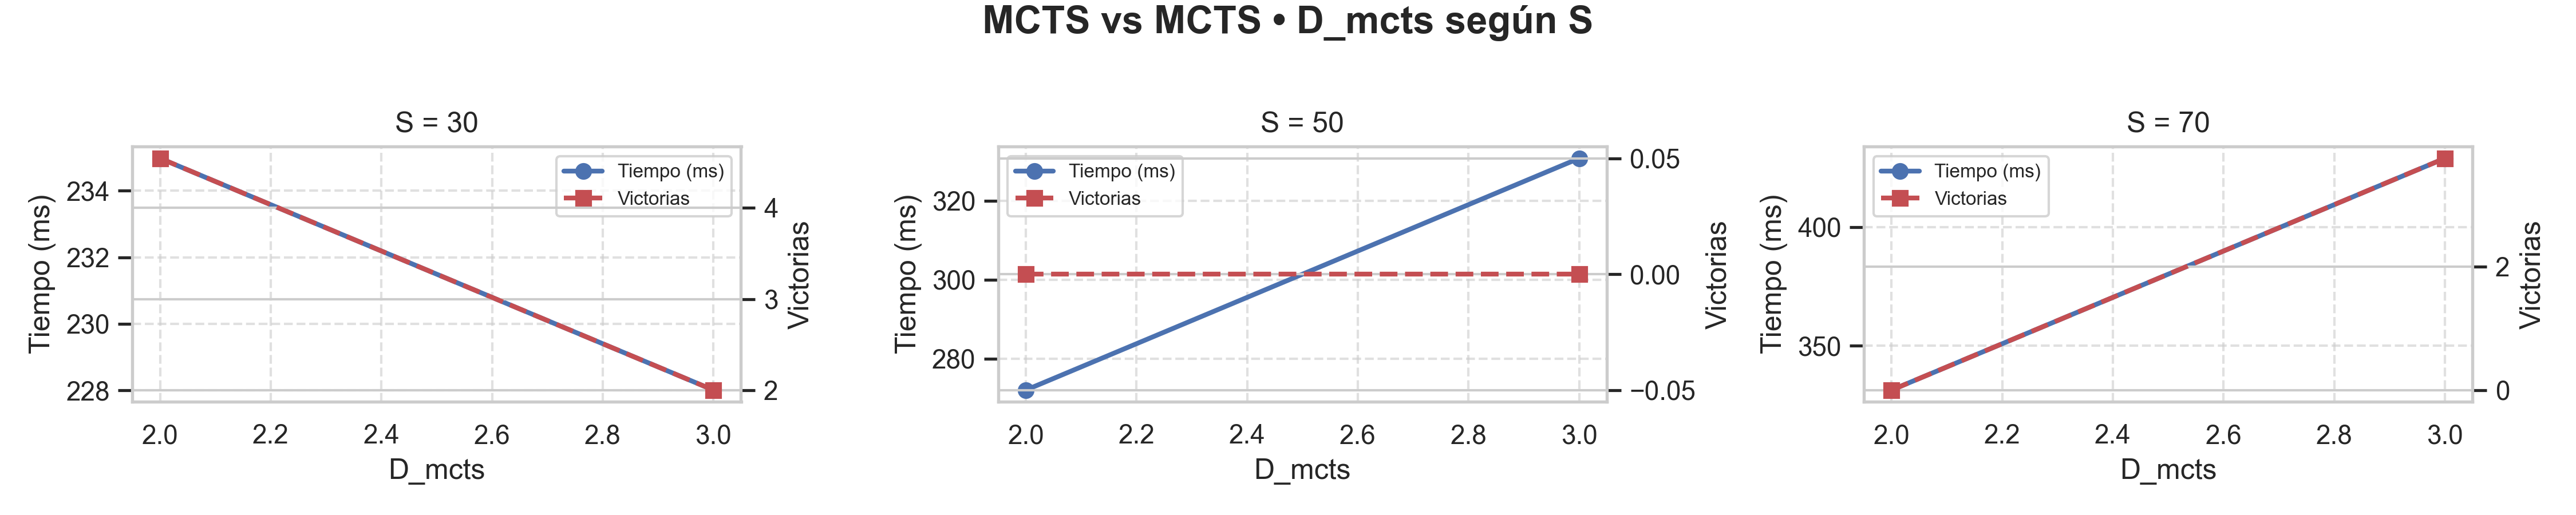 MCTS vs MCTS • D_mcts según S
S = 30
Tiempo (ms)
234
232
230
228
Tiempo (ms)
Victorias
4
3
2
Victorias
2.0 2.2 2.4 2.6 2.8 3.0
D_mcts
S = 50
Tiempo (ms)
320
300
280
Tiempo (ms)
Victorias
0.05
0.00
−0.05
Victorias
2.0 2.2 2.4 2.6 2.8 3.0
D_mcts
S = 70
Tiempo (ms)
400
350
Tiempo (ms)
Victorias
2
0
Victorias
2.0 2.2 2.4 2.6 2.8 3.0
D_mcts